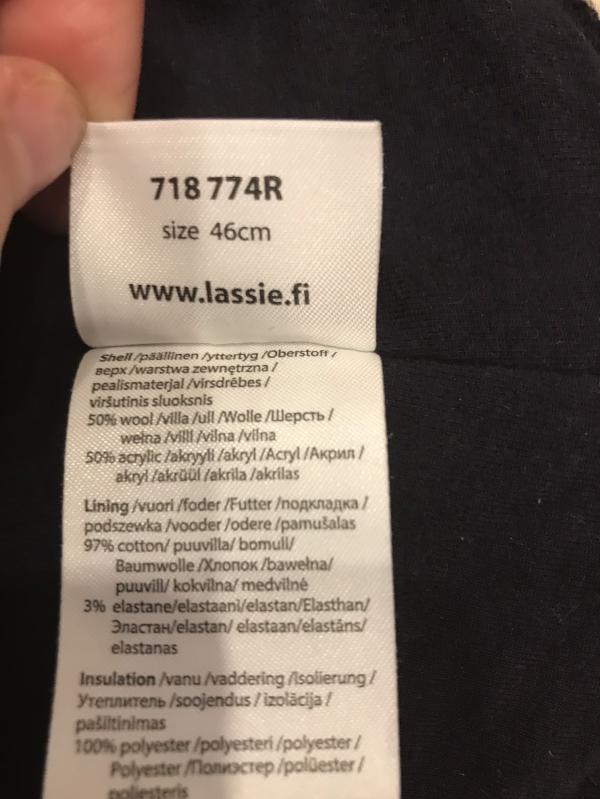 718 774R
size 46cm
www.lassie.fi
Shell /päällinen /yttertyg /Oberstoff /
верх /warstwa zewnętrzna /
pealismaterjal /virsdrēbes /
viršutinis sluoksnis
50% wool /villa /ull /Wolle /Шерсть /
wełna /villl /vilna /vilna
50% acrylic /akryyli /akryl /Acryl /Акрил /
akryl /akrüül /akrila /akrilas
Lining /vuori /foder /Futter /подкладка /
podszewka /vooder /odere /pamušalas
97% cotton/ puuvilla/ bomull/
Baumwolle /Хлопок /bawełna/
puuvill/ kokvilna/ medvilnė
3% elastane/elastaani/elastan/Elasthan/
Эластан/elastan/ elastaan/elastāns/
elastanas
Insulation /vanu /vaddering /Isolierung /
Утеплитель /soojendus / izolācija /
pašiltinimas
100% polyester /polyesteri /polyester /
Polyester /Полиэстер /polüester /
poliesteris